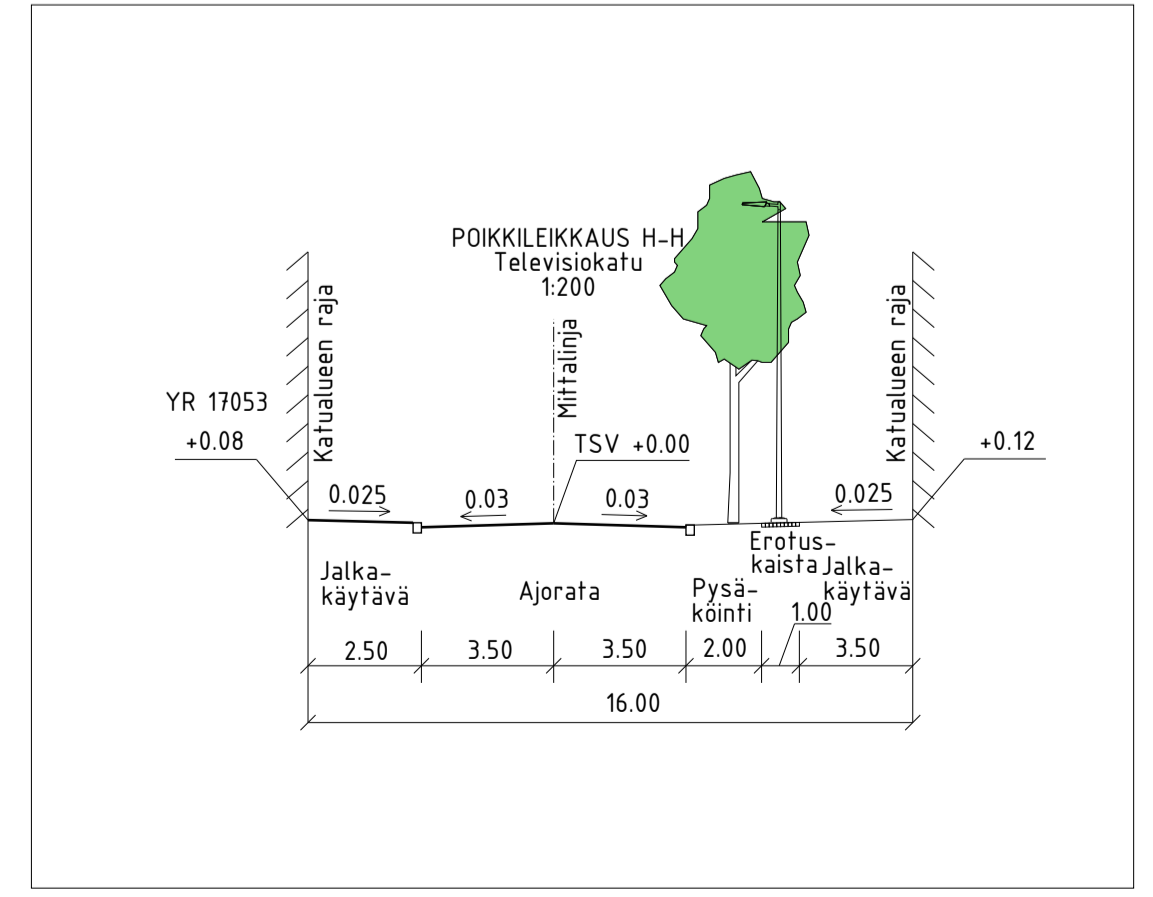 POIKKILEIKKAUS H-H
Televisiokatu
1:200
Katualueen raja
Mittalinja
Katualueen raja
YR 17053
+0.08
TSV +0.00
+0.12
0.025
0.03
0.03
0.025
Jalka-
käytävä
Ajorata
Pysä-
köinti
Erotus-
kaista
Jalka-
käytävä
2.50
3.50
3.50
2.00
1.00
3.50
16.00